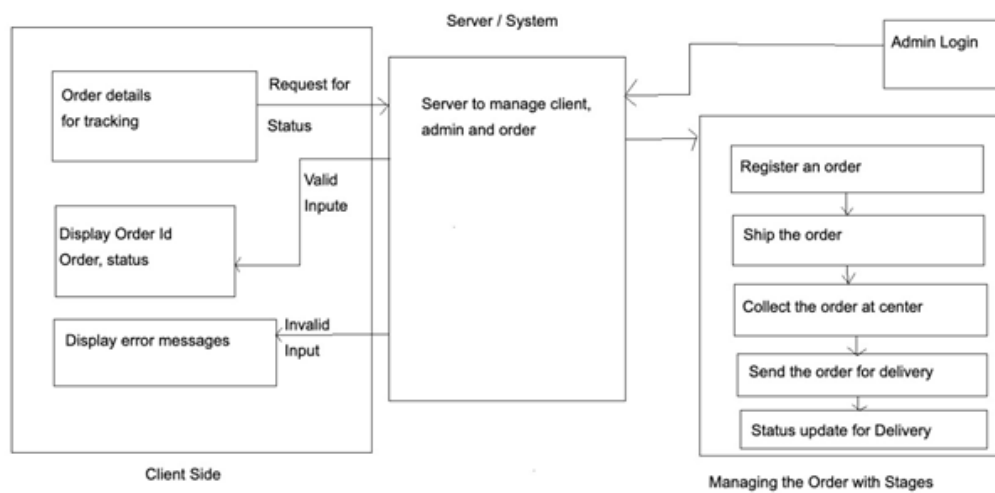 Server / System
Admin Login
Order details
for tracking
Request for
Status
Server to manage client,
admin and order
Valid
Inpute
Display Order Id
Order, status
Invalid
Input
Display error messages
Register an order
Ship the order
Collect the order at center
Send the order for delivery
Status update for Delivery
Client Side
Managing the Order with Stages